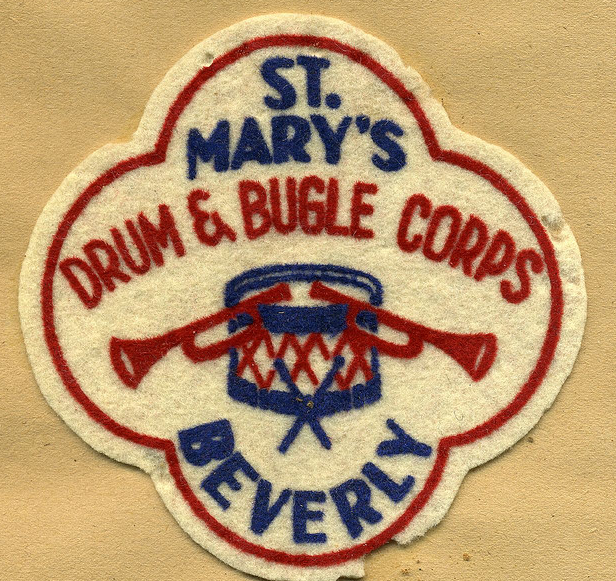 ST.
MARY'S
DRUM & BUGLE CORPS
BEVERLY